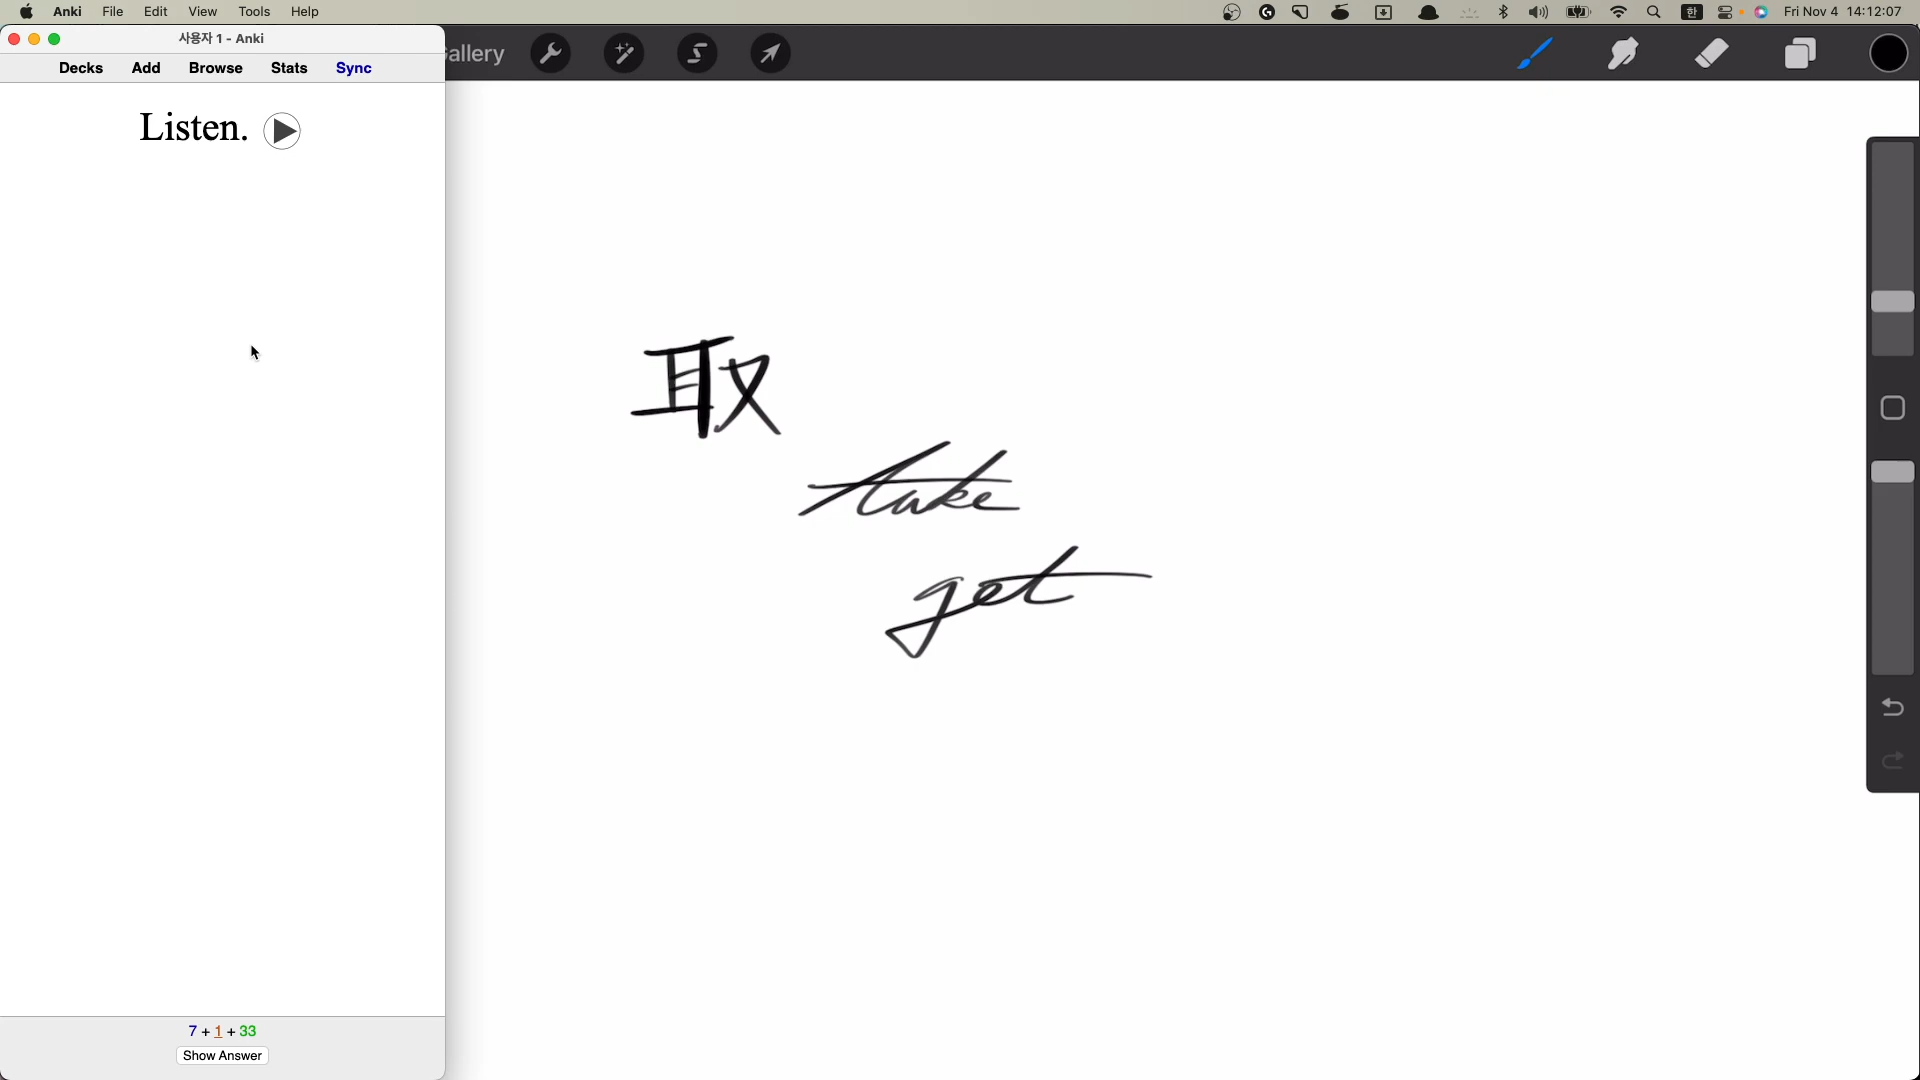 Anki File Edit View Tools Help Fri Nov 4 14:12:07
사용자 1 - Anki
Decks Add Browse Stats Sync
allery
Listen.
取
take
get
7 + 1 + 33
Show Answer